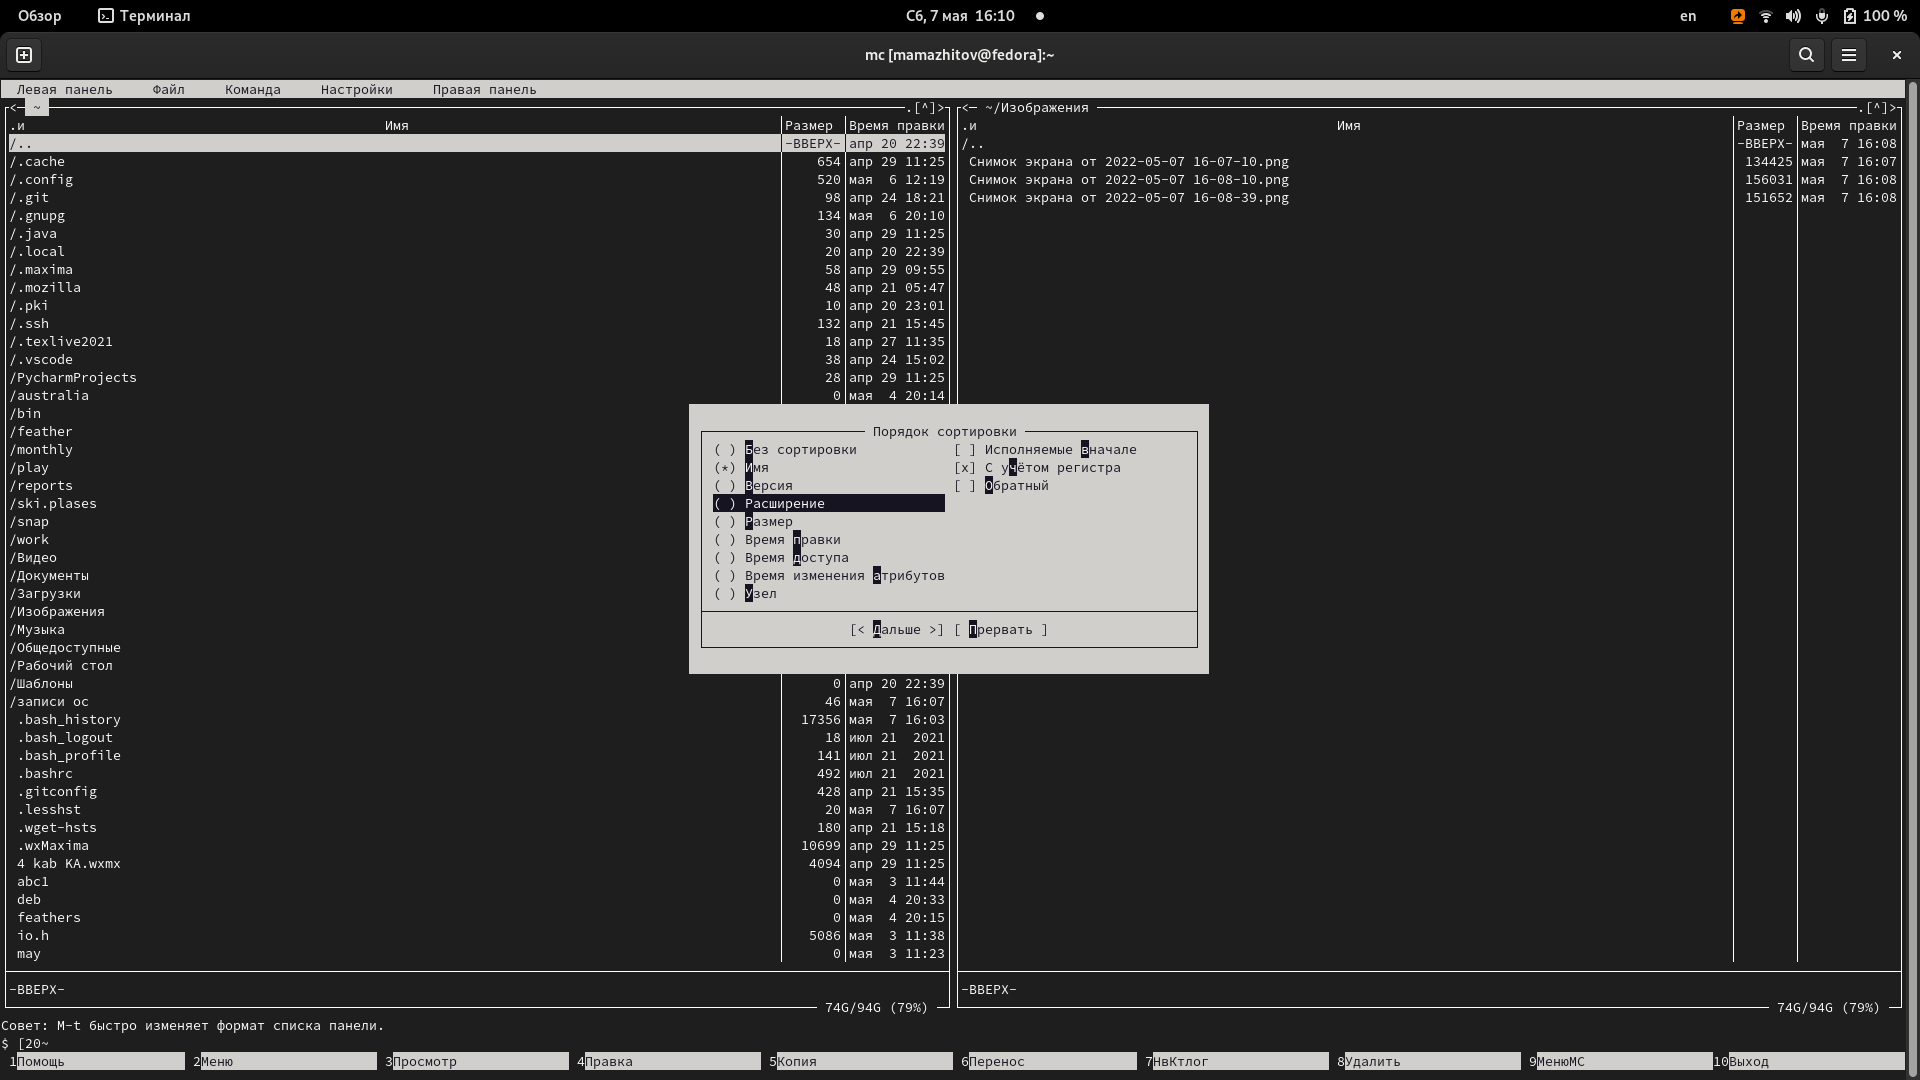 Обзор Терминал Сб, 7 мая 16:10 en 100 %
mc [mamazhitov@fedora]:~
Левая панель Файл Команда Настройки Правая панель
<─ ~ .[^]> <─ ~/Изображения .[^]>
.и Имя Размер Время правки .и Имя Размер Время правки
/.. -ВВЕРХ- апр 20 22:39 /.. -ВВЕРХ- мая 7 16:08
/.cache 654 апр 29 11:25 Снимок экрана от 2022-05-07 16-07-10.png 134425 мая 7 16:07
/.config 520 мая 6 12:19 Снимок экрана от 2022-05-07 16-08-10.png 156031 мая 7 16:08
/.git 98 апр 24 18:21 Снимок экрана от 2022-05-07 16-08-39.png 151652 мая 7 16:08
/.gnupg 134 мая 6 20:10
/.java 30 апр 29 11:25
/.local 20 апр 20 22:39
/.maxima 58 апр 29 09:55
/.mozilla 48 апр 21 05:47
/.pki 10 апр 20 23:01
/.ssh 132 апр 21 15:45
/.texlive2021 18 апр 27 11:35
/.vscode 38 апр 24 15:02
/PycharmProjects 28 апр 29 11:25
/australia 0 мая 4 20:14
/bin
/feather Порядок сортировки
/monthly ( ) Без сортировки [ ] Исполняемые вначале
/play (*) Имя [x] С учётом регистра
/reports ( ) Версия [ ] Обратный
/ski.plases ( ) Расширение
/snap ( ) Размер
/work ( ) Время правки
/Видео ( ) Время доступа
/Документы ( ) Время изменения атрибутов
/Загрузки ( ) Узел
/Изображения
/Музыка [< Дальше >] [ Прервать ]
/Общедоступные
/Рабочий стол
/Шаблоны 0 апр 20 22:39
/записи ос 46 мая 7 16:07
.bash_history 17356 мая 7 16:03
.bash_logout 18 июл 21 2021
.bash_profile 141 июл 21 2021
.bashrc 492 июл 21 2021
.gitconfig 428 апр 21 15:35
.lesshst 20 мая 7 16:07
.wget-hsts 180 апр 21 15:18
.wxMaxima 10699 апр 29 11:25
4 kab KA.wxmx 4094 апр 29 11:25
abc1 0 мая 3 11:44
deb 0 мая 4 20:33
feathers 0 мая 4 20:15
io.h 5086 мая 3 11:38
may 0 мая 3 11:23
-ВВЕРХ- -ВВЕРХ-
74G/94G (79%) 74G/94G (79%)
Совет: M-t быстро изменяет формат списка панели.
$ [20~
1Помощь 2Меню 3Просмотр 4Правка 5Копия 6Перенос 7НвКтлог 8Удалить 9МенюMC 10Выход